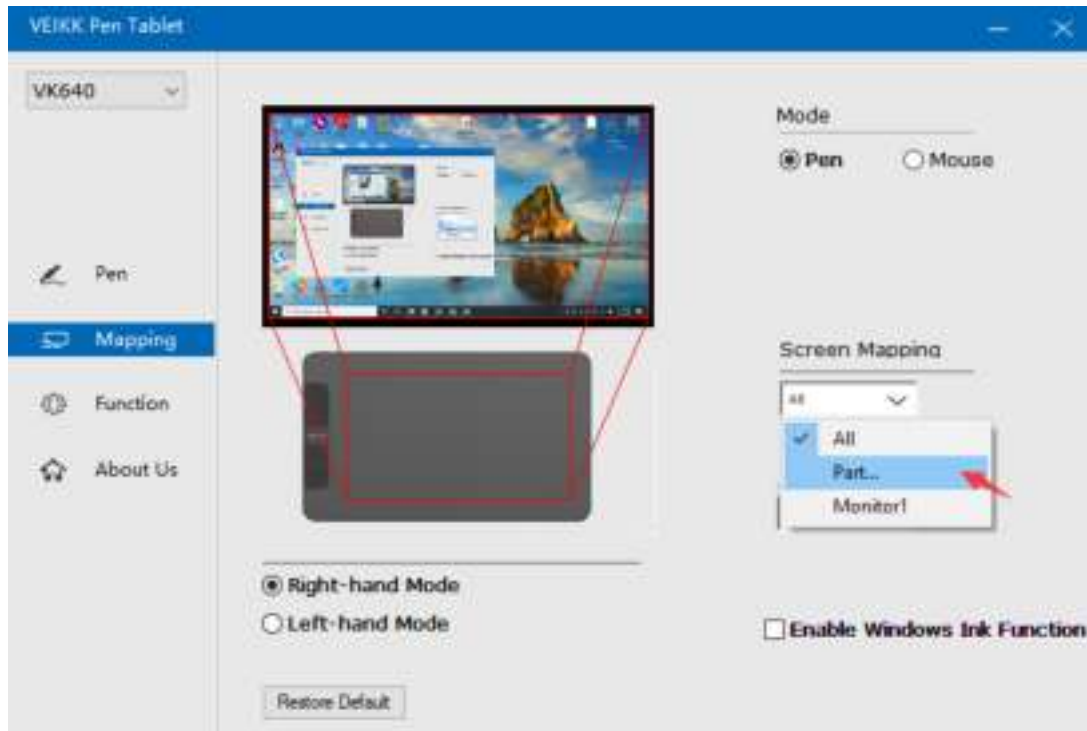 VEIKK Pen Tablet
VK640
Pen
Mapping
Function
About Us
Right-hand Mode
Left-hand Mode
Restore Default
Mode
Pen
Mouse
Screen Mapping
All
All
Part...
Monitor1
Enable Windows Ink Function